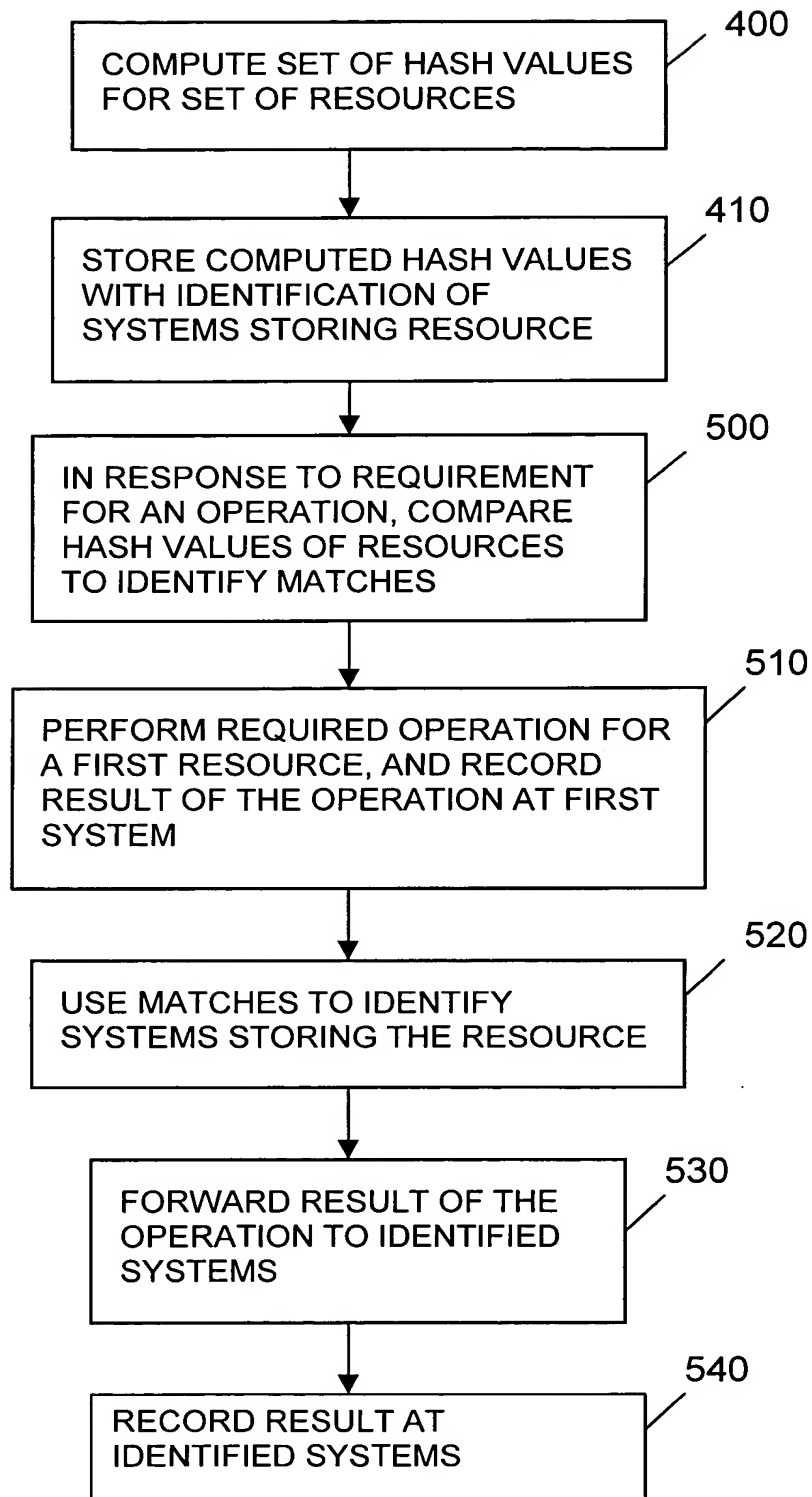 400
COMPUTE SET OF HASH VALUES
FOR SET OF RESOURCES
410
STORE COMPUTED HASH VALUES
WITH IDENTIFICATION OF
SYSTEMS STORING RESOURCE
500
IN RESPONSE TO REQUIREMENT
FOR AN OPERATION, COMPARE
HASH VALUES OF RESOURCES
TO IDENTIFY MATCHES
510
PERFORM REQUIRED OPERATION FOR
A FIRST RESOURCE, AND RECORD
RESULT OF THE OPERATION AT FIRST
SYSTEM
520
USE MATCHES TO IDENTIFY
SYSTEMS STORING THE RESOURCE
530
FORWARD RESULT OF THE
OPERATION TO IDENTIFIED
SYSTEMS
540
RECORD RESULT AT
IDENTIFIED SYSTEMS